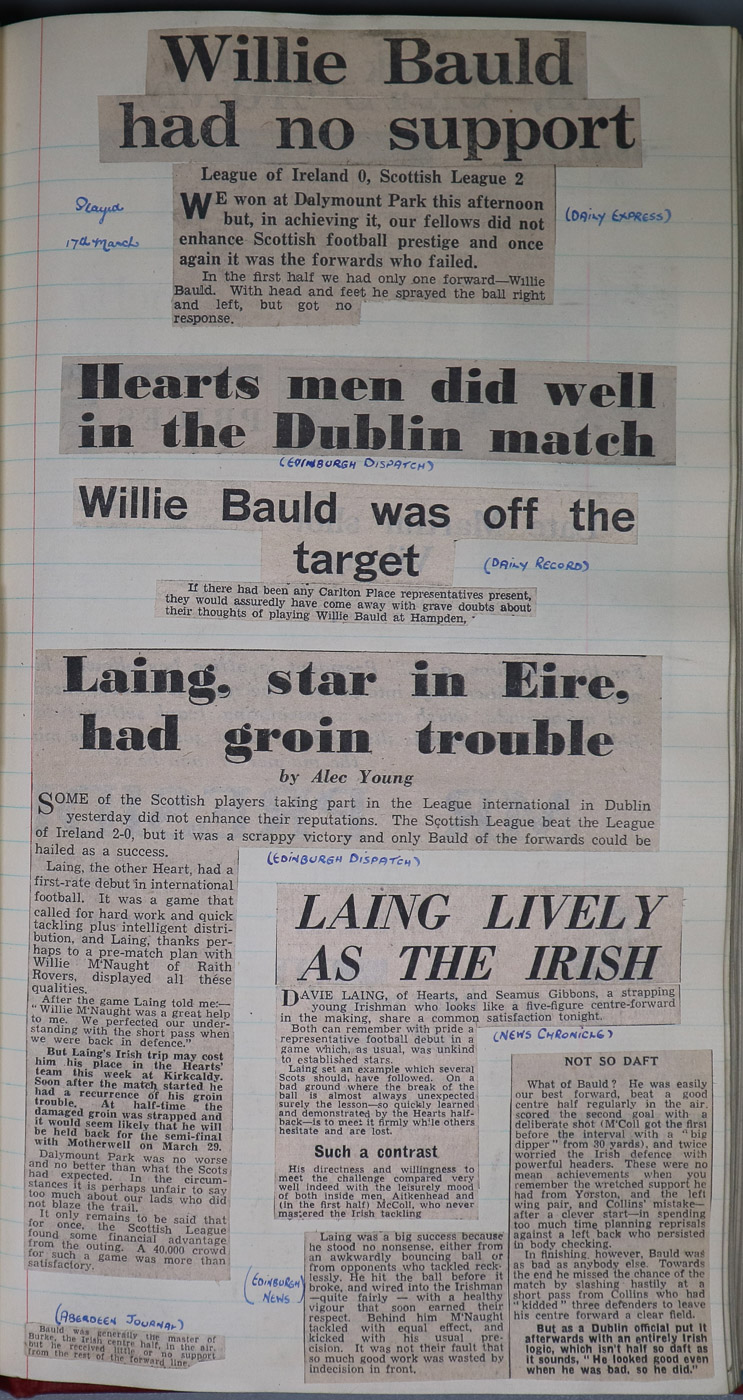 Willie Bauld
had no support
League of Ireland 0, Scottish League 2
WE won at Dalymount Park this afternoon
but, in achieving it, our fellows did not
enhance Scottish football prestige and once
again it was the forwards who failed.
In the first half we had only one forward—Willie
Bauld. With head and feet he sprayed the ball right
and left, but got no
response.
Played
17th March
(DAILY EXPRESS)
Hearts men did well
in the Dublin match
(EDINBURGH DISPATCH)
Willie Bauld was off the
target
(DAILY RECORD)
If there had been any Carlton Place representatives present,
they would assuredly have come away with grave doubts about
their thoughts of playing Willie Bauld at Hampden,
Laing, star in Eire,
had groin trouble
by Alec Young
SOME of the Scottish players taking part in the League international in Dublin
yesterday did not enhance their reputations. The Scottish League beat the League
of Ireland 2-0, but it was a scrappy victory and only Bauld of the forwards could be
hailed as a success.
(EDINBURGH DISPATCH)
Laing, the other Heart, had a
first-rate debut in international
football. It was a game that
called for hard work and quick
tackling plus intelligent distri-
bution, and Laing, thanks per-
haps to a pre-match plan with
Willie M'Naught of Raith
Rovers, displayed all these
qualities.
After the game Laing told me:—
"Willie M'Naught was a great help
to me. We perfected our under-
standing with the short pass when
we were back in defence."
But Laing's Irish trip may cost
him his place in the Hearts'
team this week at Kirkcaldy.
Soon after the match started he
had a recurrence of his groin
trouble. At half-time the
damaged groin was strapped and
it would seem likely that he will
be held back for the semi-final
with Motherwell on March 29.
Dalymount Park was no worse
and no better than what the Scots
had expected. In the circum-
stances it is perhaps unfair to say
too much about our lads who did
not blaze the trail.
It only remains to be said that
for once, the Scottish League
found some financial advantage
from the outing. A 40,000 crowd
for such a game was more than
satisfactory.
(ABERDEEN JOURNAL)
Bauld was generally the master of
Burke, the Irish centre half, in the air,
but he received little or no support
from the rest of the forward line.
LAING LIVELY
AS THE IRISH
DAVIE LAING, of Hearts, and Seamus Gibbons, a strapping
young Irishman who looks like a five-figure centre-forward
in the making, share a common satisfaction tonight.
(NEWS CHRONICLE)
Both can remember with pride a
representative football debut in a
game which, as usual, was unkind
to established stars.
Laing set an example which several
Scots should, have followed. On a
bad ground where the break of the
ball is almost always unexpected
surely the lesson—so quickly learned
and demonstrated by the Hearts half-
back—is to meet it firmly while others
hesitate and are lost.
Such a contrast
His directness and willingness to
meet the challenge compared very
well indeed with the leisurely mood
of both inside men, Aitkenhead and
(in the first half) McColl, who never
mastered the Irish tackling
(EDINBURGH
NEWS)
Laing was a big success because
he stood no nonsense, either from
an awkwardly bouncing ball or
from opponents who tackled reck-
lessly. He hit the ball before it
broke, and wired into the Irishman
—quite fairly — with a healthy
vigour that soon earned their
respect. Behind him M'Naught
tackled with equal effect, and
kicked with his usual pre-
cision. It was not their fault that
so much good work was wasted by
indecision in front.
NOT SO DAFT
What of Bauld? He was easily
our best forward, beat a good
centre half regularly in the air,
scored the second goal with a
deliberate shot (M'Coll got the first
before the interval with a "big
dipper" from 30 yards), and twice
worried the Irish defence with
powerful headers. These were no
mean achievements when you
remember the wretched support he
had from Yorston, and the left
wing pair, and Collins' mistake—
after a clever start—in spending
too much time planning reprisals
against a left back who persisted
in body checking.
In finishing, however, Bauld was
as bad as anybody else. Towards
the end he missed the chance of the
match by slashing hastily at a
short pass from Collins who had
"kidded" three defenders to leave
his centre forward a clear field.
But as a Dublin official put it
afterwards with an entirely Irish
logic, which isn't half so daft as
it sounds, "He looked good even
when he was bad, so he did."